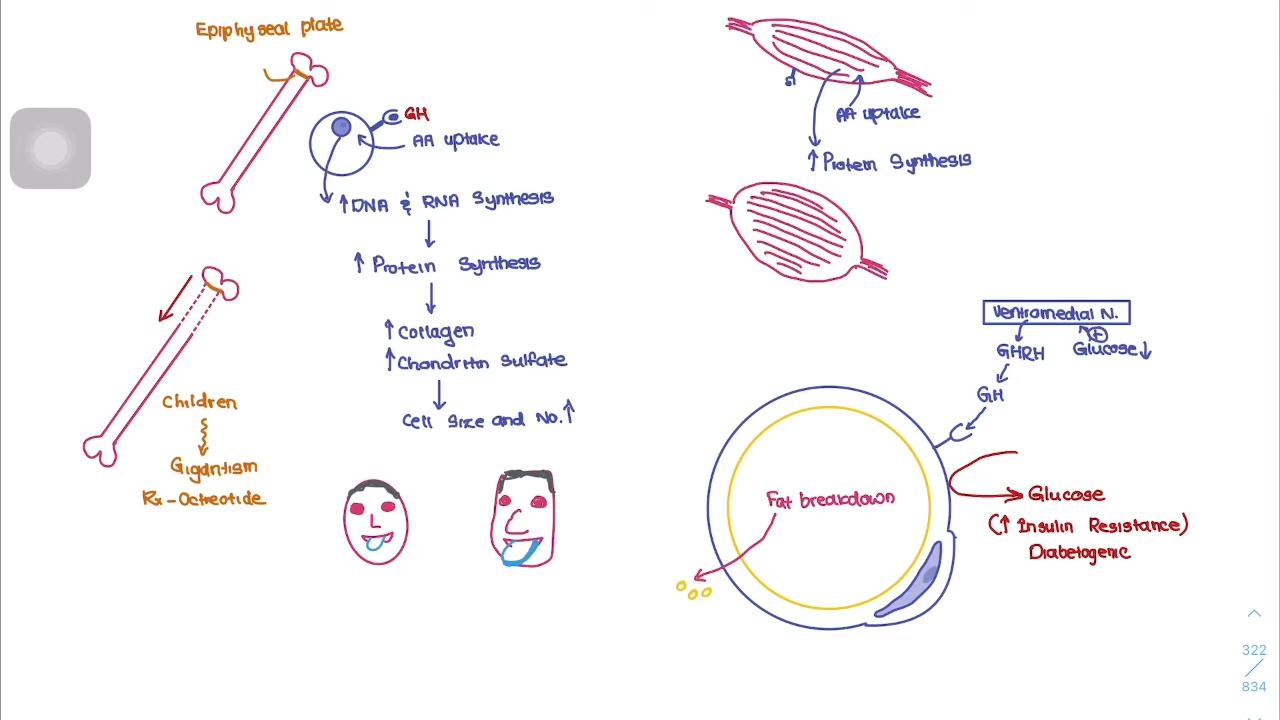 Epiphyseal plate
GH
AA uptake
↑DNA & RNA Synthesis
↑ Protein Synthesis
↑ Collagen
↑ Chondritin Sulfate
Cell Size and No.↑
Children
Gigantism
Rx - Octreotide
AA uptake
↑ Protein Synthesis
Ventromedial N.
+
GHRH Glucose↓
GH
Fat breakdown
Glucose
(↑ Insulin Resistance)
Diabetogenic
322
834